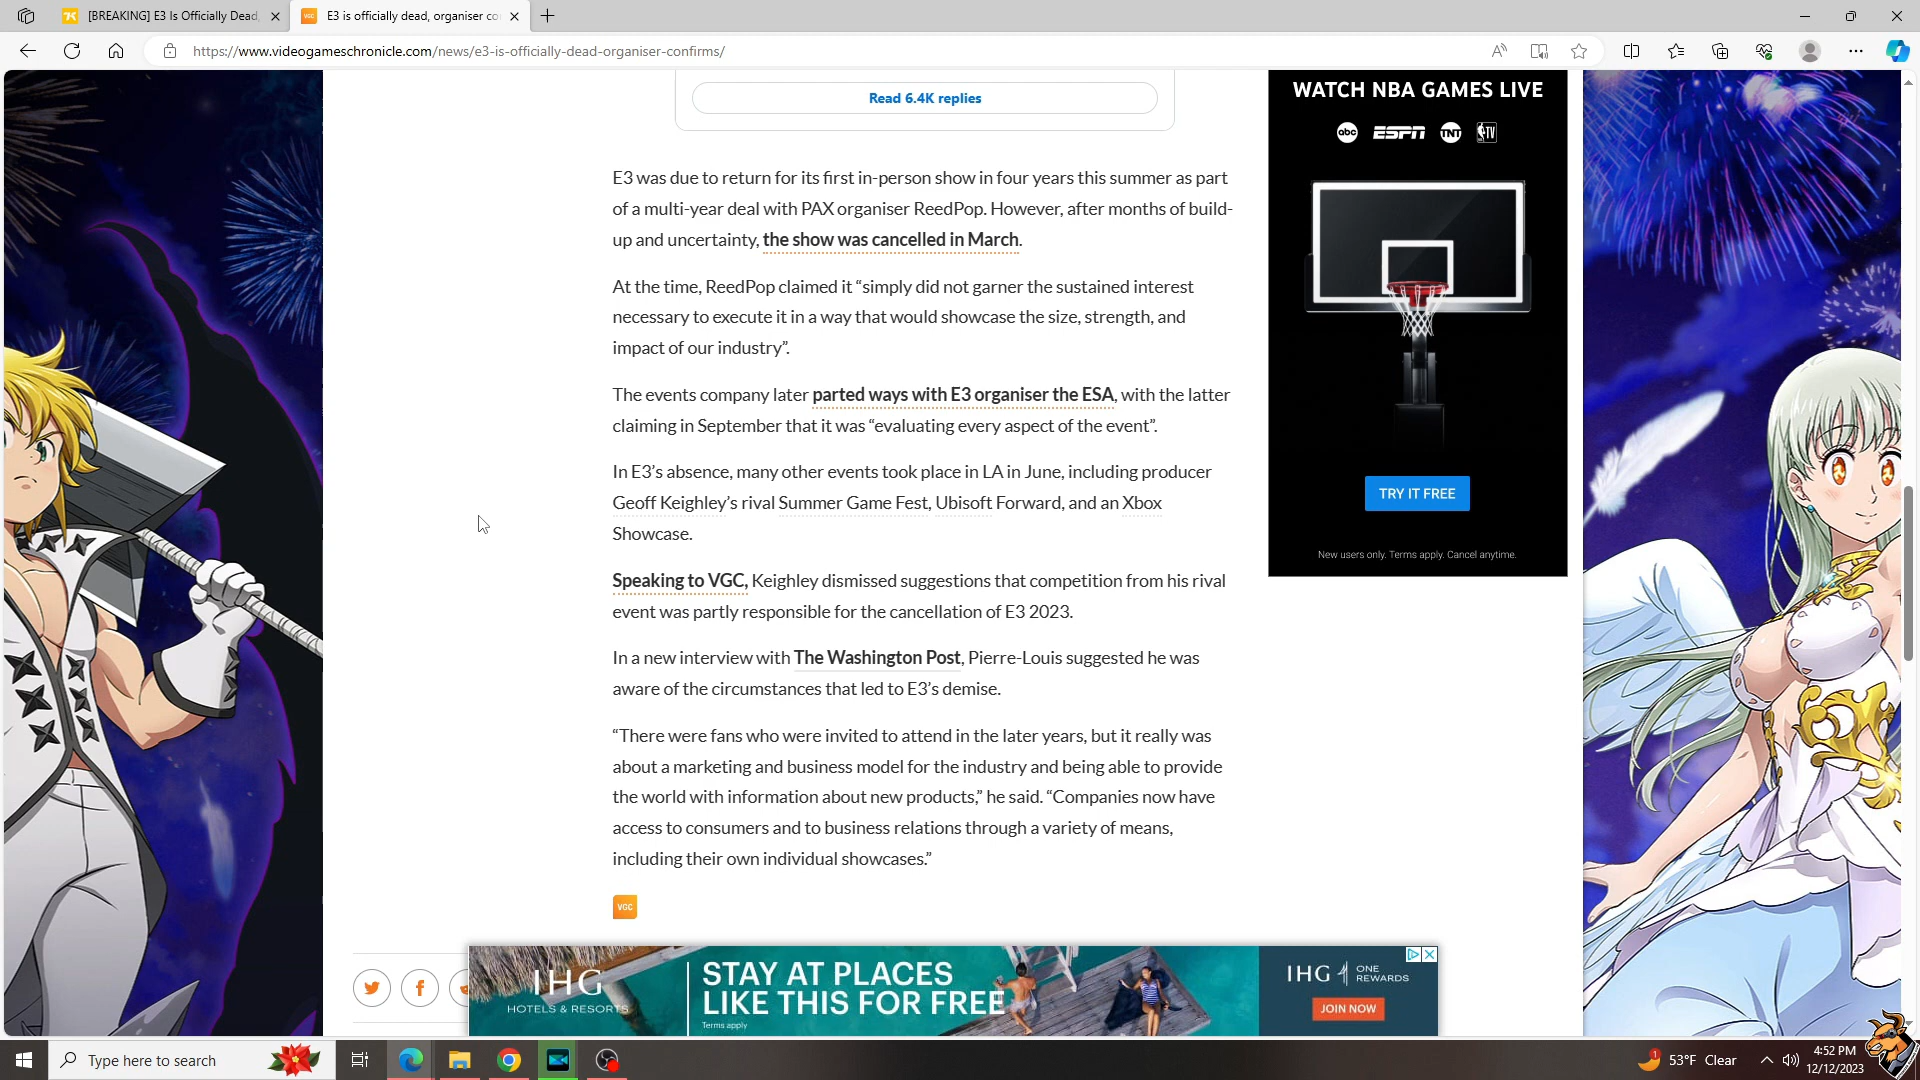 [BREAKING] E3 Is Officially Dead,
E3 is officially dead, organiser co
https://www.videogameschronicle.com/news/e3-is-officially-dead-organiser-confirms/
Read 6.4K replies
E3 was due to return for its first in-person show in four years this summer as part
of a multi-year deal with PAX organiser ReedPop. However, after months of build-
up and uncertainty, the show was cancelled in March.
At the time, ReedPop claimed it “simply did not garner the sustained interest
necessary to execute it in a way that would showcase the size, strength, and
impact of our industry”.
The events company later parted ways with E3 organiser the ESA, with the latter
claiming in September that it was “evaluating every aspect of the event”.
In E3’s absence, many other events took place in LA in June, including producer
Geoff Keighley’s rival Summer Game Fest, Ubisoft Forward, and an Xbox
Showcase.
Speaking to VGC, Keighley dismissed suggestions that competition from his rival
event was partly responsible for the cancellation of E3 2023.
In a new interview with The Washington Post, Pierre-Louis suggested he was
aware of the circumstances that led to E3’s demise.
“There were fans who were invited to attend in the later years, but it really was
about a marketing and business model for the industry and being able to provide
the world with information about new products,” he said. “Companies now have
access to consumers and to business relations through a variety of means,
including their own individual showcases.”
VGC
WATCH NBA GAMES LIVE
abc ESPN TNT NBA TV
TRY IT FREE
New users only. Terms apply. Cancel anytime.
IHG
HOTELS & RESORTS
STAY AT PLACES
LIKE THIS FOR FREE
Terms apply
IHG ONE
REWARDS
JOIN NOW
Type here to search
1
53°F Clear
4:52 PM
12/12/2023